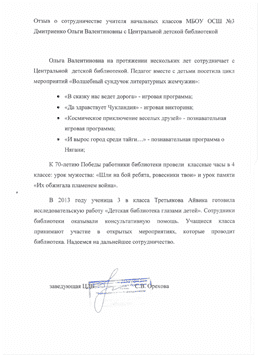 Отзыв о сотрудничестве учителя начальных классов МБОУ ОСШ №3
Дмитриенко Ольги Валентиновны с Центральной детской библиотекой
Ольга Валентиновна на протяжении нескольких лет сотрудничает с
Центральной детской библиотекой. Педагог вместе с детьми посетили цикл
мероприятий «Волшебный сундучок литературных жемчужин»:
• «В сказку нас ведет дорога» - игровая программа;
• «Да здравствует Чукландия» - игровая викторина;
• «Космическое приключение веселых друзей» - познавательная
игровая программа;
• «И вырос город среди тайги…» - познавательная программа о
Нягани;
К 70-летию Победы работники библиотеки провели классные часы в 4
классе: урок мужества: «Шли на бой ребята, ровесники твои» и урок памяти
«Их обжигала пламенем война».
В 2013 году ученица 3 в класса Третьякова Айвика готовила
исследовательскую работу «Детская библиотека глазами детей». Сотрудники
библиотеки оказывали консультативную помощь. Учащиеся класса
принимают участие в открытых мероприятиях, которые проводит
библиотека. Надеемся на дальнейшее сотрудничество.
заведующая ЦДБ С.В. Орехова